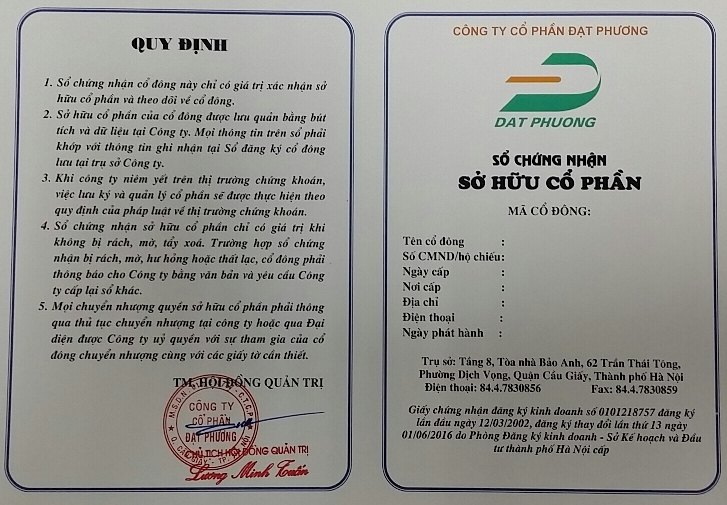 QUY ĐỊNH
1. Sổ chứng nhận cổ đông này chỉ có giá trị xác nhận sở
hữu cổ phần và theo dõi về cổ đông.
2. Sở hữu cổ phần của cổ đông được lưu quản bằng bút
tích và dữ liệu tại Công ty. Mọi thông tin trên sổ phải
khớp với thông tin ghi nhận tại Sổ đăng ký cổ đông
lưu tại trụ sở Công ty.
3. Khi công ty niêm yết trên thị trường chứng khoán,
việc lưu ký và quản lý cổ phần sẽ được thực hiện theo
quy định của pháp luật về thị trường chứng khoán.
4. Sổ chứng nhận sở hữu cổ phần chỉ có giá trị khi
không bị rách, mờ, tẩy xoá. Trường hợp sổ chứng
nhận bị rách, mờ, hư hỏng hoặc thất lạc, cổ đông phải
thông báo cho Công ty bằng văn bản và yêu cầu Công
ty cấp lại sổ khác.
5. Mọi chuyển nhượng quyền sở hữu cổ phần phải thông
qua thủ tục chuyển nhượng tại công ty hoặc qua Đại
diện được Công ty uỷ quyền với sự tham gia của cổ
đông chuyển nhượng cùng với các giấy tờ cần thiết.
TM. HỘI ĐỒNG QUẢN TRỊ
CÔNG TY
CỔ PHẦN
ĐẠT PHƯƠNG
CHỦ TỊCH HỘI ĐỒNG QUẢN TRỊ
Lương Minh Tuấn
CÔNG TY CỔ PHẦN ĐẠT PHƯƠNG
DAT PHUONG
SỔ CHỨNG NHẬN
SỞ HỮU CỔ PHẦN
MÃ CỔ ĐÔNG:
Tên cổ đông :
Số CMND/hộ chiếu:
Ngày cấp :
Nơi cấp :
Địa chỉ :
Điện thoại :
Ngày phát hành :
Trụ sở: Tầng 8, Tòa nhà Bảo Anh, 62 Trần Thái Tông,
Phường Dịch Vọng, Quận Cầu Giấy, Thành phố Hà Nội
Điện thoại: 84.4.7830856 Fax: 84.4.7830859
Giấy chứng nhận đăng ký kinh doanh số 0101218757 đăng ký
lần đầu ngày 12/03/2002, đăng ký thay đổi lần thứ 13 ngày
01/06/2016 do Phòng Đăng ký kinh doanh - Sở Kế hoạch và Đầu
tư thành phố Hà Nội cấp